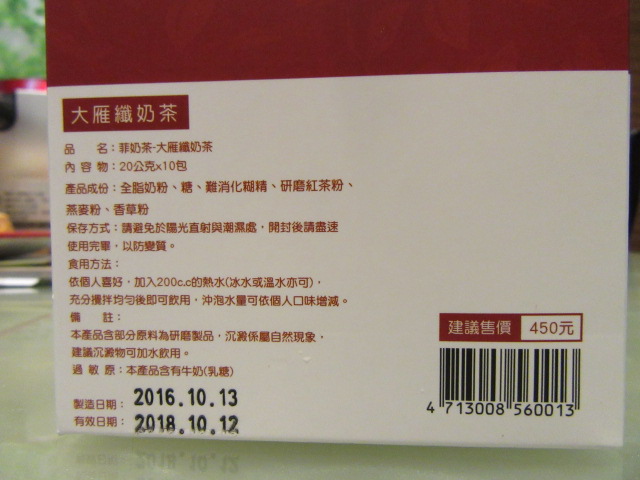 大雁纖奶茶
品 名：菲奶茶-大雁纖奶茶
內 容 物：20公克x10包
產品成份：全脂奶粉、糖、難消化糊精、研磨紅茶粉、
燕麥粉、香草粉
保存方式：請避免於陽光直射與潮濕處，開封後請盡速
使用完畢，以防變質。
食用方法：
依個人喜好，加入200c.c的熱水(冰水或溫水亦可)，
充分攪拌均勻後即可飲用，沖泡水量可依個人口味增減。
備 註：
本產品含部分原料為研磨製品，沉澱係屬自然現象，
建議沉澱物可加水飲用。
過 敏 原：本產品含有牛奶(乳糖)
製造日期：2016.10.13
有效日期：2018.10.12
建議售價 450元
4 713008 560013